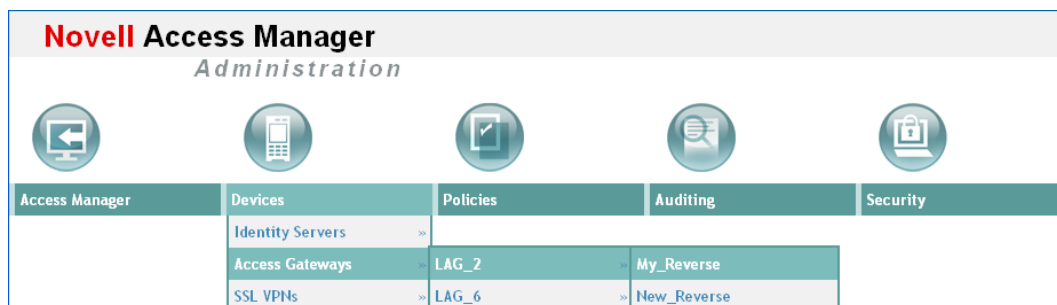 Novell Access Manager
Administration
Access Manager Devices Policies Auditing Security
Identity Servers »
Access Gateways » LAG_2 » My_Reverse
SSL VPNs » LAG_6 » New_Reverse